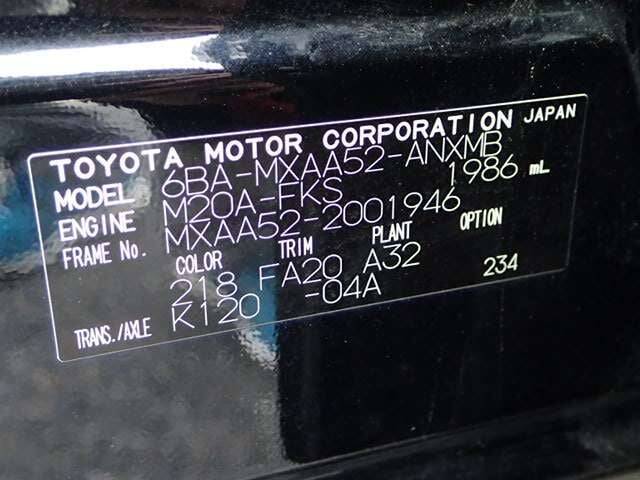 TOYOTA MOTOR CORPORATION JAPAN
MODEL 6BA-MXAA52-ANXMB
ENGINE M20A-FKS 1986 mL
FRAME No. MXAA52-2001946
COLOR TRIM PLANT OPTION
218 FA20 A32 234
TRANS./AXLE K120 -04A